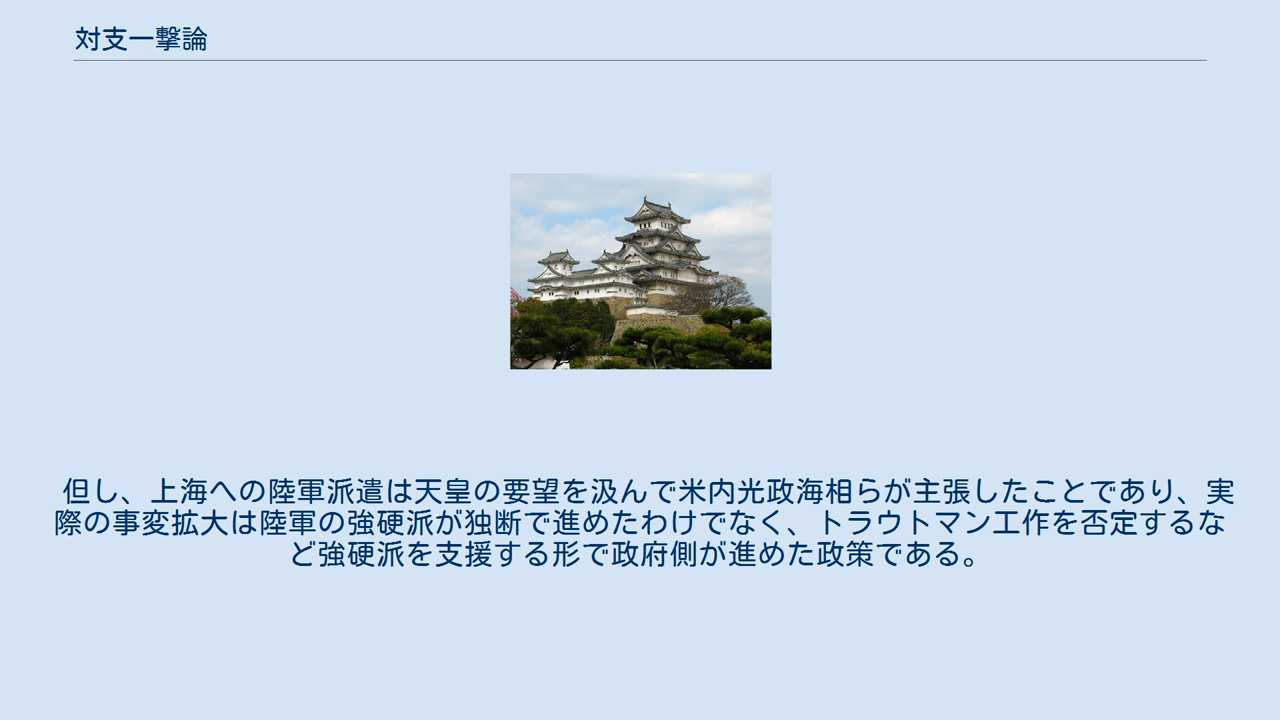 対支一撃論
但し、上海への陸軍派遣は天皇の要望を汲んで米内光政海相らが主張したことであり、実
際の事変拡大は陸軍の強硬派が独断で進めたわけでなく、トラウトマン工作を否定するな
ど強硬派を支援する形で政府側が進めた政策である。